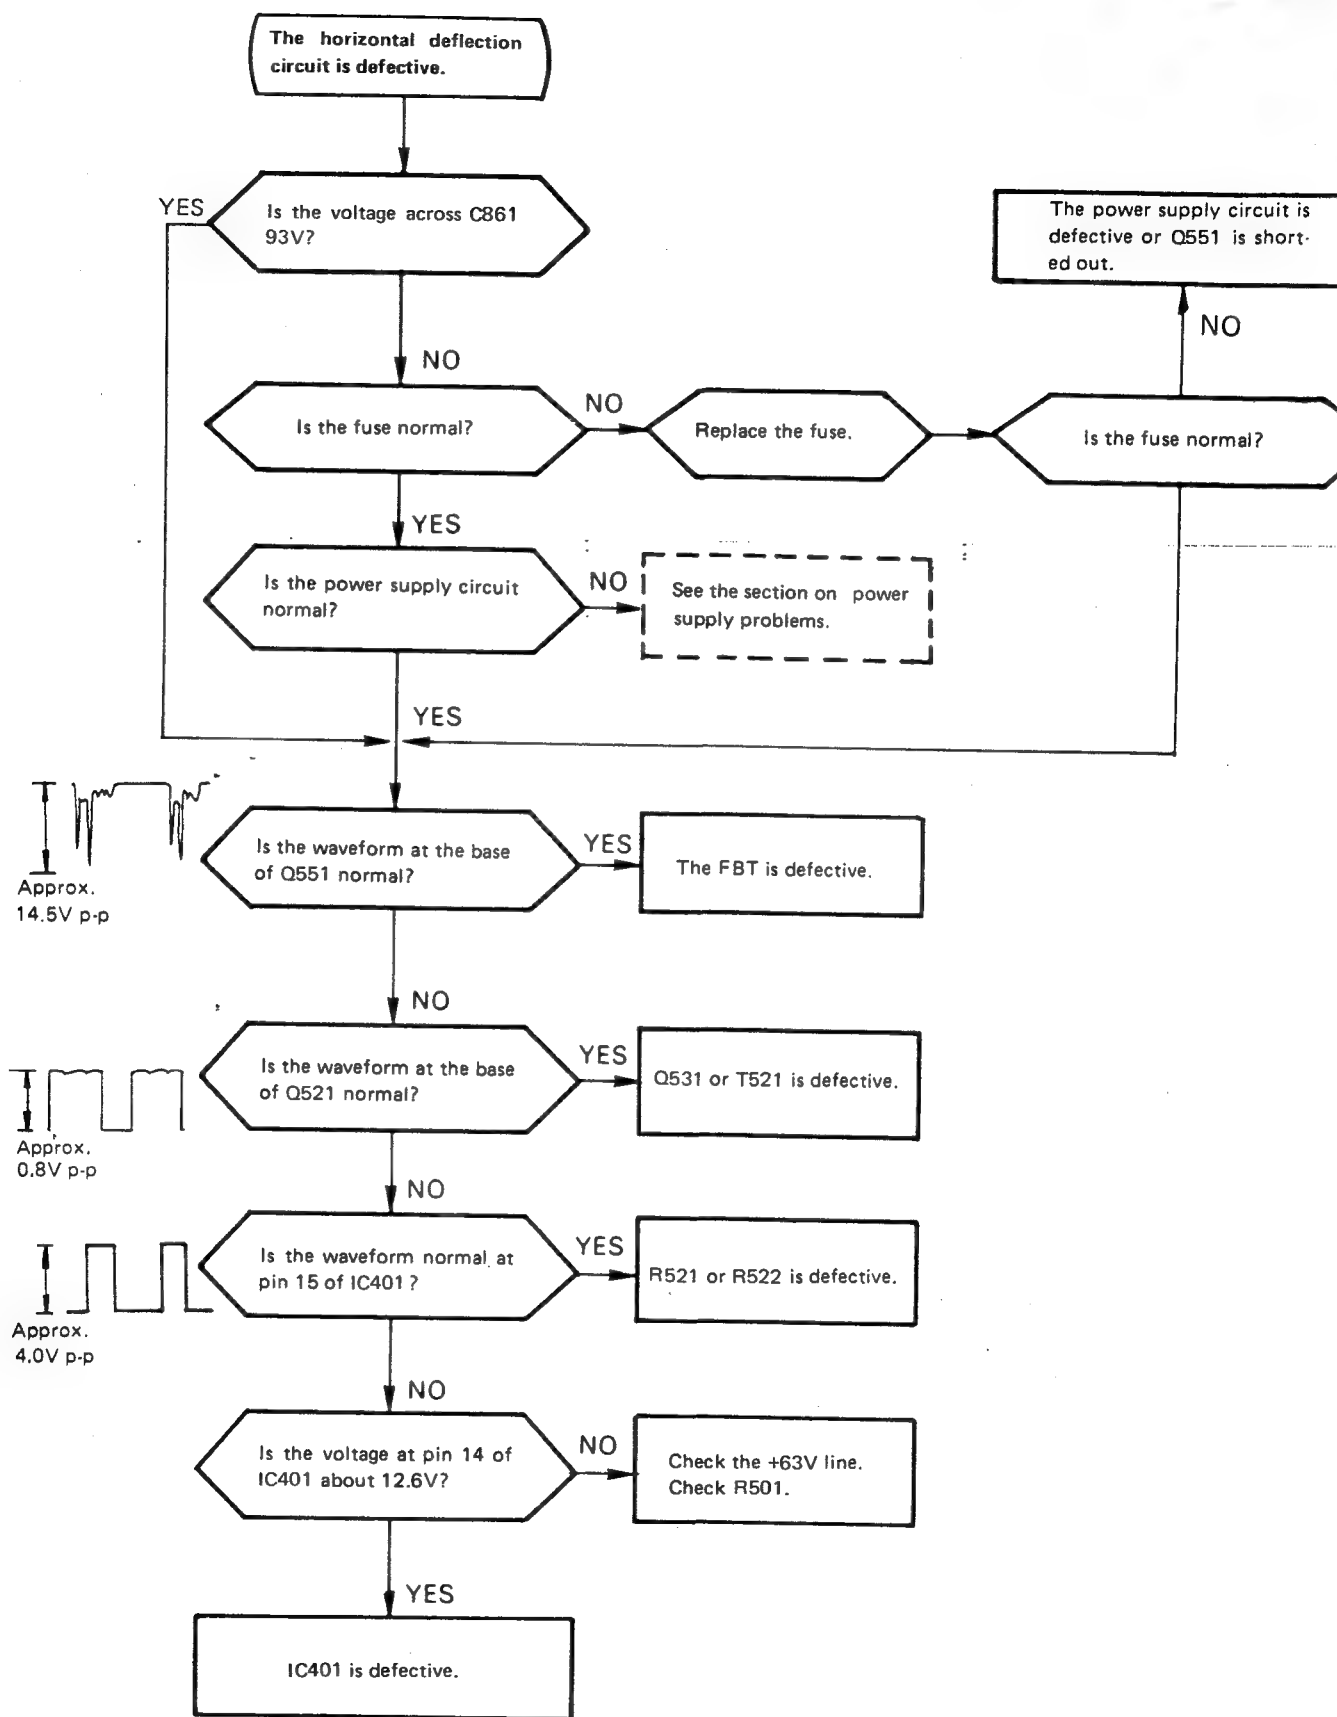 The horizontal deflection
circuit is defective.
YES
Is the voltage across C861
93V?
The power supply circuit is
defective or Q551 is short-
ed out.
NO
NO
Is the fuse normal?
NO
Replace the fuse.
Is the fuse normal?
YES
Is the power supply circuit
normal?
NO
See the section on power
supply problems.
YES
Approx.
14.5V p-p
Is the waveform at the base
of Q551 normal?
YES
The FBT is defective.
NO
Approx.
0.8V p-p
Is the waveform at the base
of Q521 normal?
YES
Q531 or T521 is defective.
NO
Approx.
4.0V p-p
Is the waveform normal at
pin 15 of IC401?
YES
R521 or R522 is defective.
NO
Is the voltage at pin 14 of
IC401 about 12.6V?
NO
Check the +63V line.
Check R501.
YES
IC401 is defective.